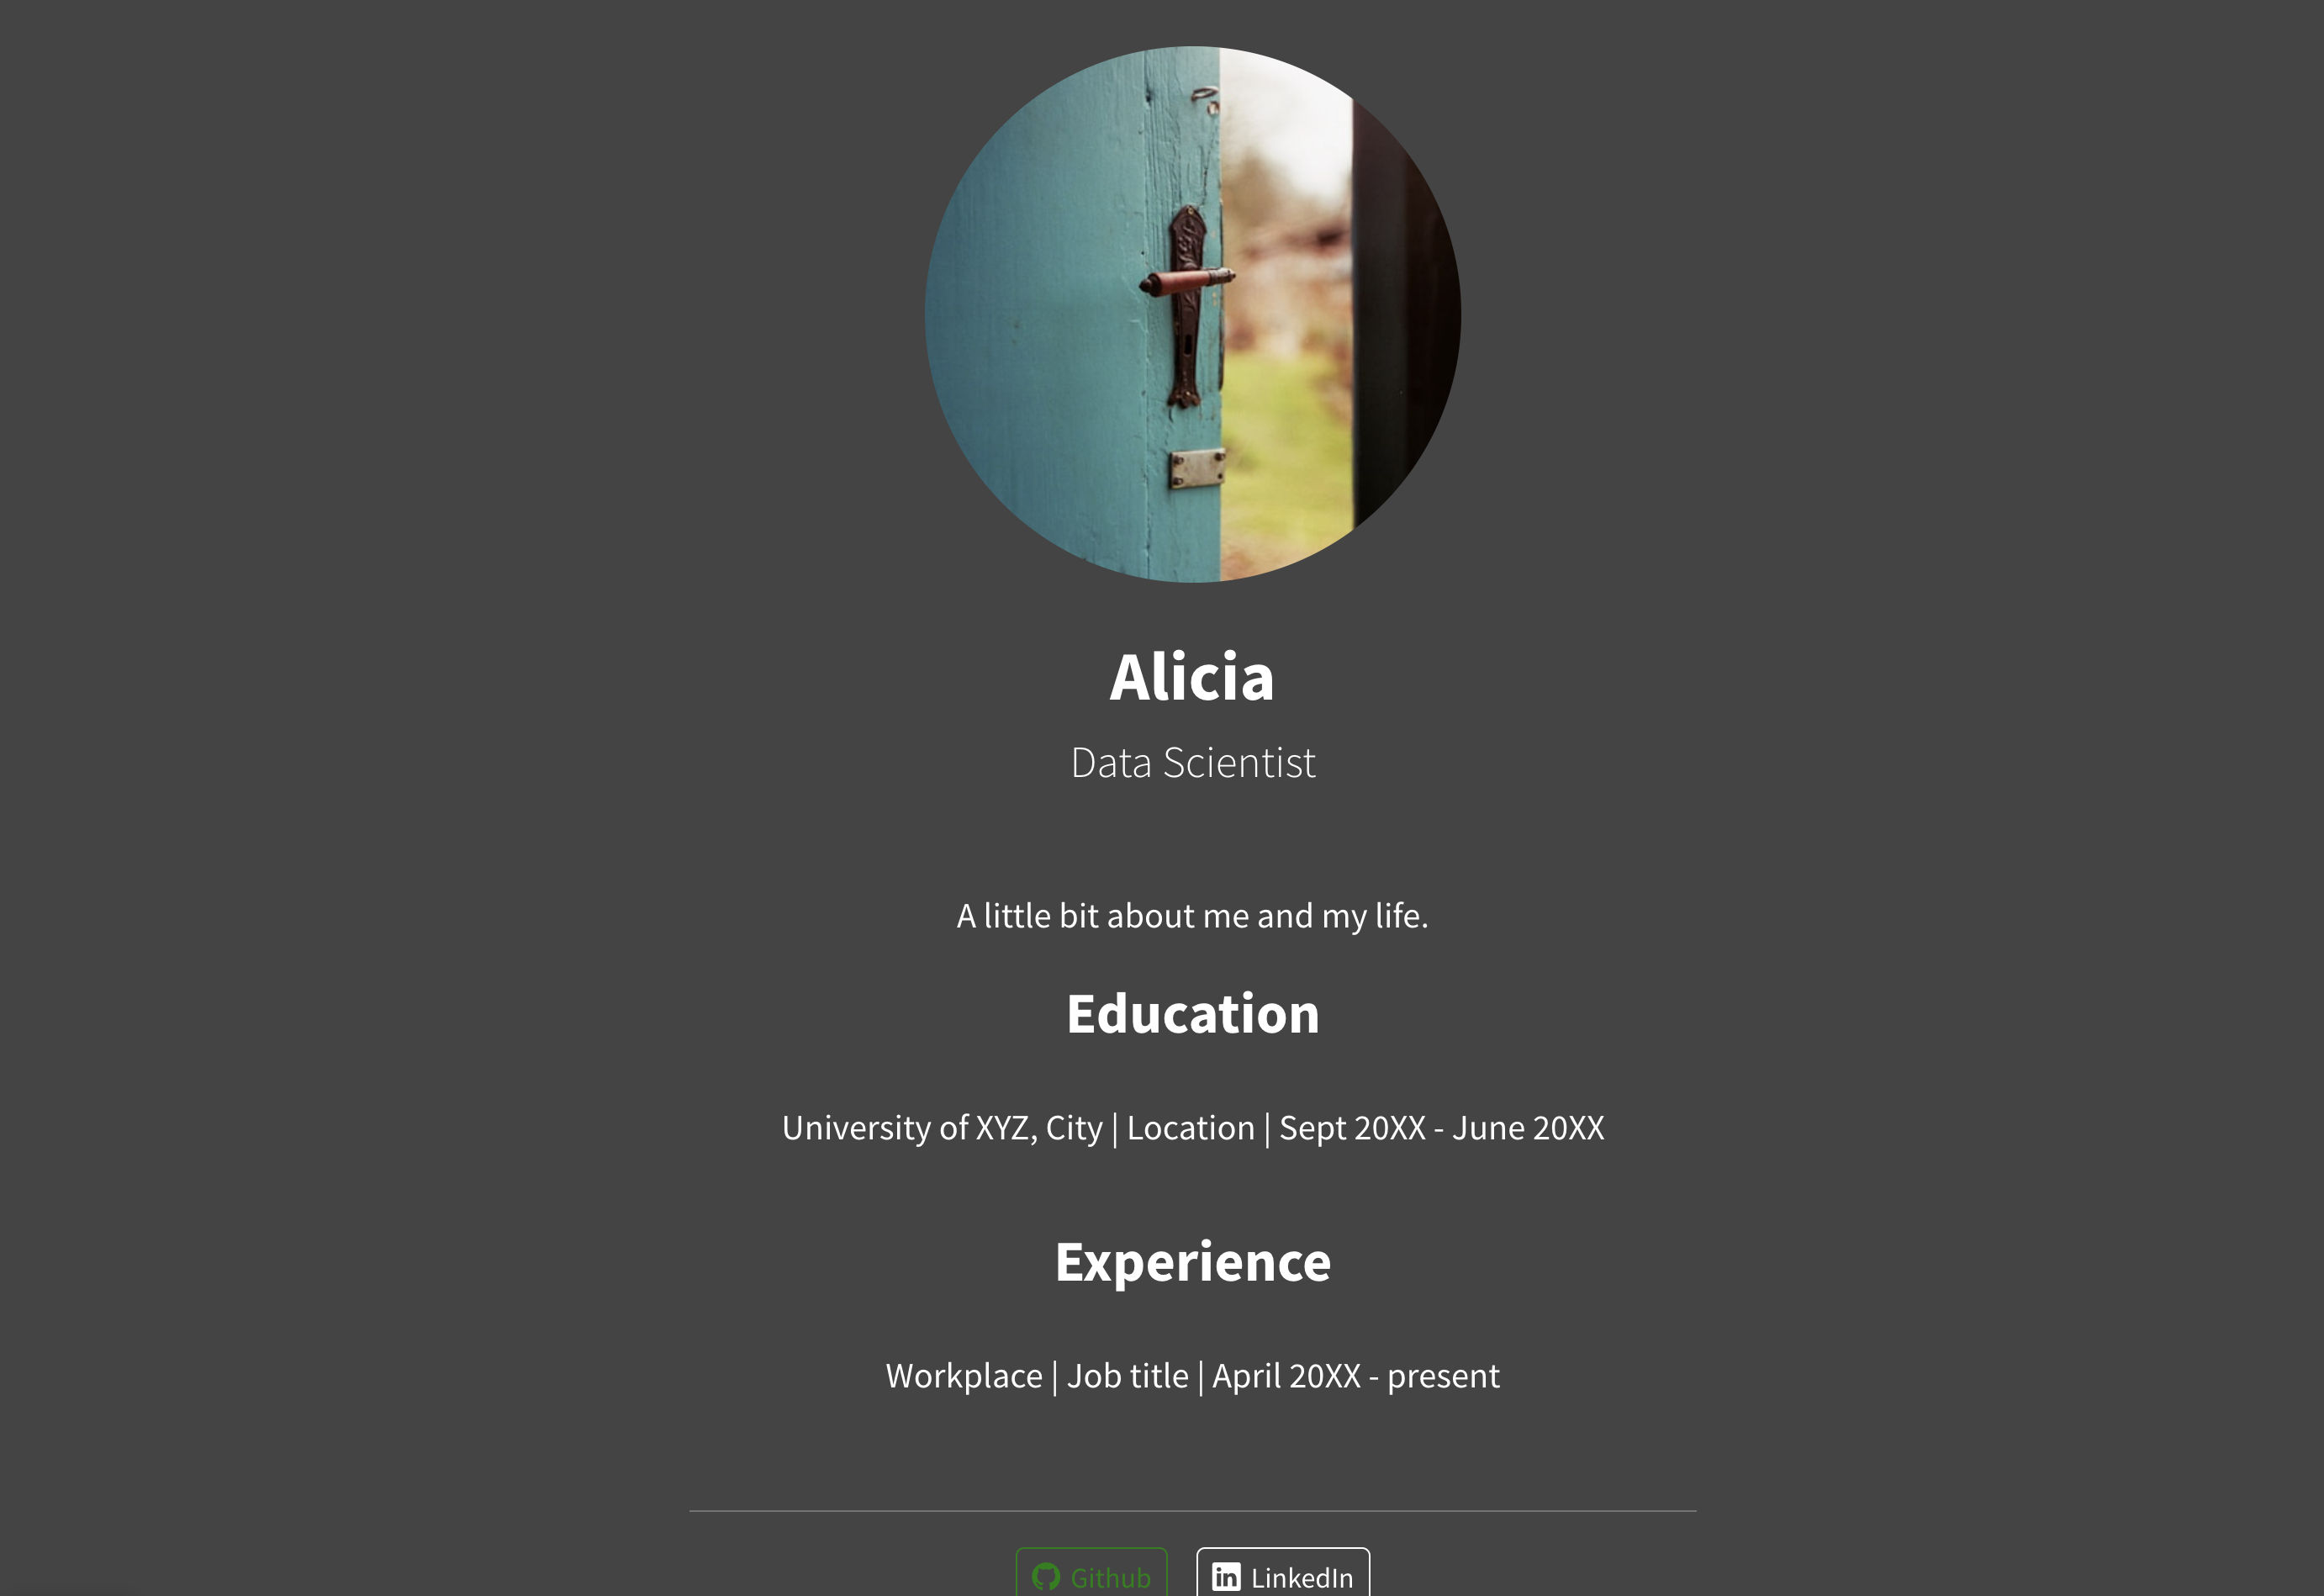 Alicia
Data Scientist
A little bit about me and my life.
Education
University of XYZ, City | Location | Sept 20XX - June 20XX
Experience
Workplace | Job title | April 20XX - present
Github LinkedIn